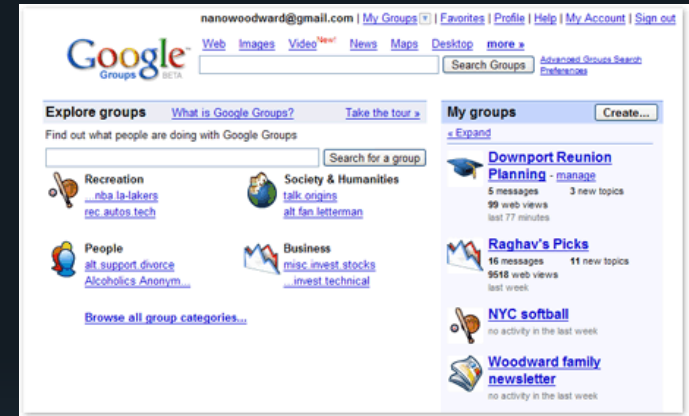 nanowoodward@gmail.com | My Groups | Favorites | Profile | Help | My Account | Sign out
Google
Groups BETA
Web Images Video New! News Maps Desktop more »
Search Groups
Advanced Groups Search
Preferences
Explore groups What is Google Groups? Take the tour »
Find out what people are doing with Google Groups
Search for a group
Recreation
...nba.la-lakers
rec.autos.tech
Society & Humanities
talk.origins
alt.fan.letterman
People
alt.support.divorce
Alcoholics Anonym...
Business
misc.invest.stocks
...invest.technical
Browse all group categories...
My groups Create...
« Expand
Downport Reunion
Planning - manage
5 messages 3 new topics
99 web views
last 77 minutes
Raghav's Picks
16 messages 11 new topics
9518 web views
last week
NYC softball
no activity in the last week
Woodward family
newsletter
no activity in the last week